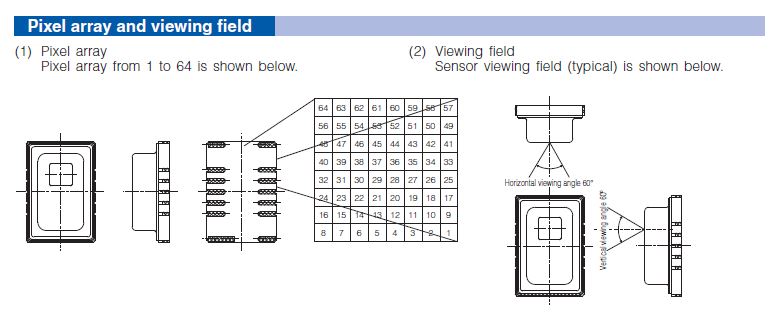 Pixel array and viewing field
(1) Pixel array
Pixel array from 1 to 64 is shown below.
(2) Viewing field
Sensor viewing field (typical) is shown below.
64 63 62 61 60 59 58 57
56 55 54 53 52 51 50 49
48 47 46 45 44 43 42 41
40 39 38 37 36 35 34 33
32 31 30 29 28 27 26 25
24 23 22 21 20 19 18 17
16 15 14 13 12 11 10 9
8 7 6 5 4 3 2 1
Horizontal viewing angle 60°
Vertical viewing angle 60°